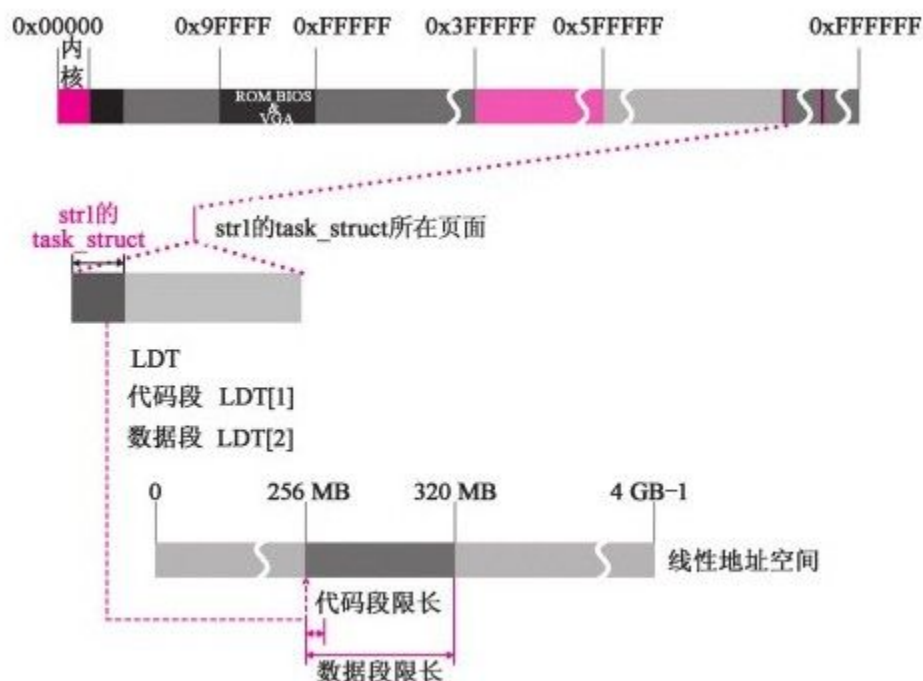 0x00000 0x9FFFF 0xFFFFF 0x3FFFFF 0x5FFFFF 0xFFFFFF
内
核
ROM BIOS
&
VGA
str1的
task_struct
str1的task_struct所在页面
LDT
代码段 LDT[1]
数据段 LDT[2]
0 256 MB 320 MB 4 GB-1
线性地址空间
代码段限长
数据段限长